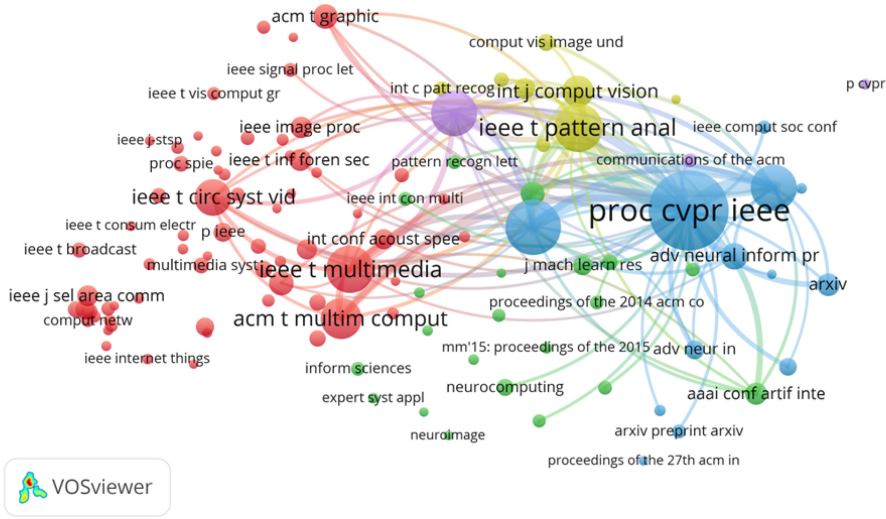 acm t graphic
comput vis image und
ieee signal proc let
int c patt recog
int j comput vision
p cvpr
ieee t vis comput gr
ieee image proc
ieee t pattern anal
ieee comput soc conf
ieee j-stsp
proc spie
ieee t inf foren sec
pattern recogn lett
communications of the acm
ieee t circ syst vid
ieee int con multi
proc cvpr ieee
ieee t consum electr
p ieee
int conf acoust spee
ieee t broadcast
multimedia syst
ieee t multimedia
j mach learn res
adv neural inform pr
arxiv
ieee j sel area comm
comput netw
acm t multim comput
proceedings of the 2014 acm co
ieee internet things
mm'15: proceedings of the 2015
adv neur in
inform sciences
neurocomputing
aaai conf artif inte
expert syst appl
neuroimage
arxiv preprint arxiv
proceedings of the 27th acm in
VOSviewer